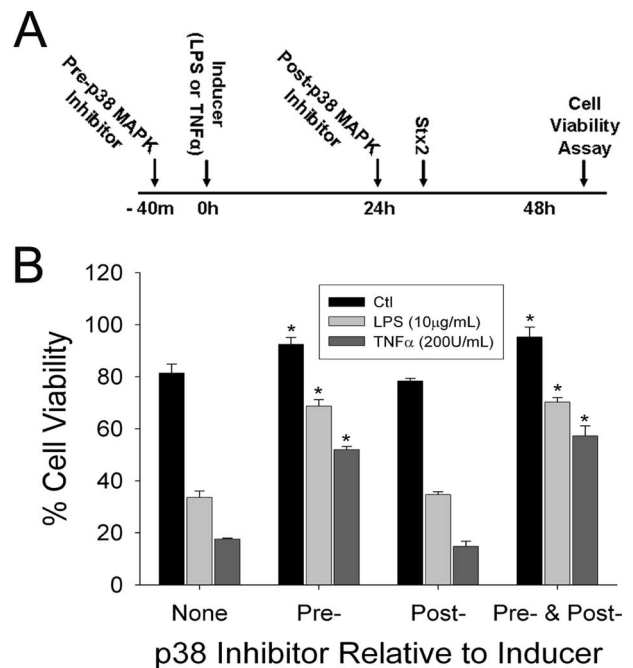 A
Pre-p38 MAPK
Inhibitor
Inducer
(LPS or TNFα)
Post-p38 MAPK
Inhibitor
Stx2
Cell
Viability
Assay
- 40m 0h 24h 48h
B
120
100
80
60
40
20
0
% Cell Viability
Ctl
LPS (10μg/mL)
TNFα (200U/mL)
* * *
* * *
None Pre- Post- Pre- & Post-
p38 Inhibitor Relative to Inducer